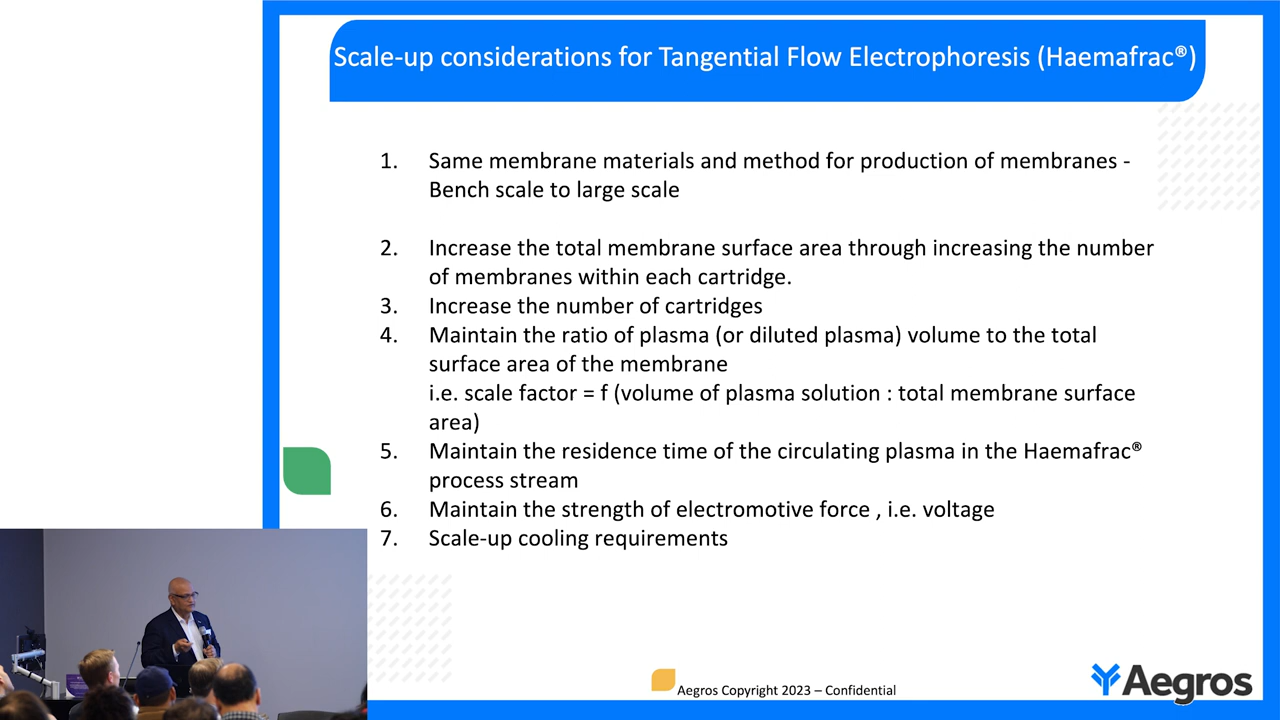 Scale-up considerations for Tangential Flow Electrophoresis (Haemafrac®)
1. Same membrane materials and method for production of membranes -
Bench scale to large scale
2. Increase the total membrane surface area through increasing the number
of membranes within each cartridge.
3. Increase the number of cartridges
4. Maintain the ratio of plasma (or diluted plasma) volume to the total
surface area of the membrane
i.e. scale factor = f (volume of plasma solution : total membrane surface
area)
5. Maintain the residence time of the circulating plasma in the Haemafrac®
process stream
6. Maintain the strength of electromotive force , i.e. voltage
7. Scale-up cooling requirements
Aegros Copyright 2023 – Confidential
Aegros